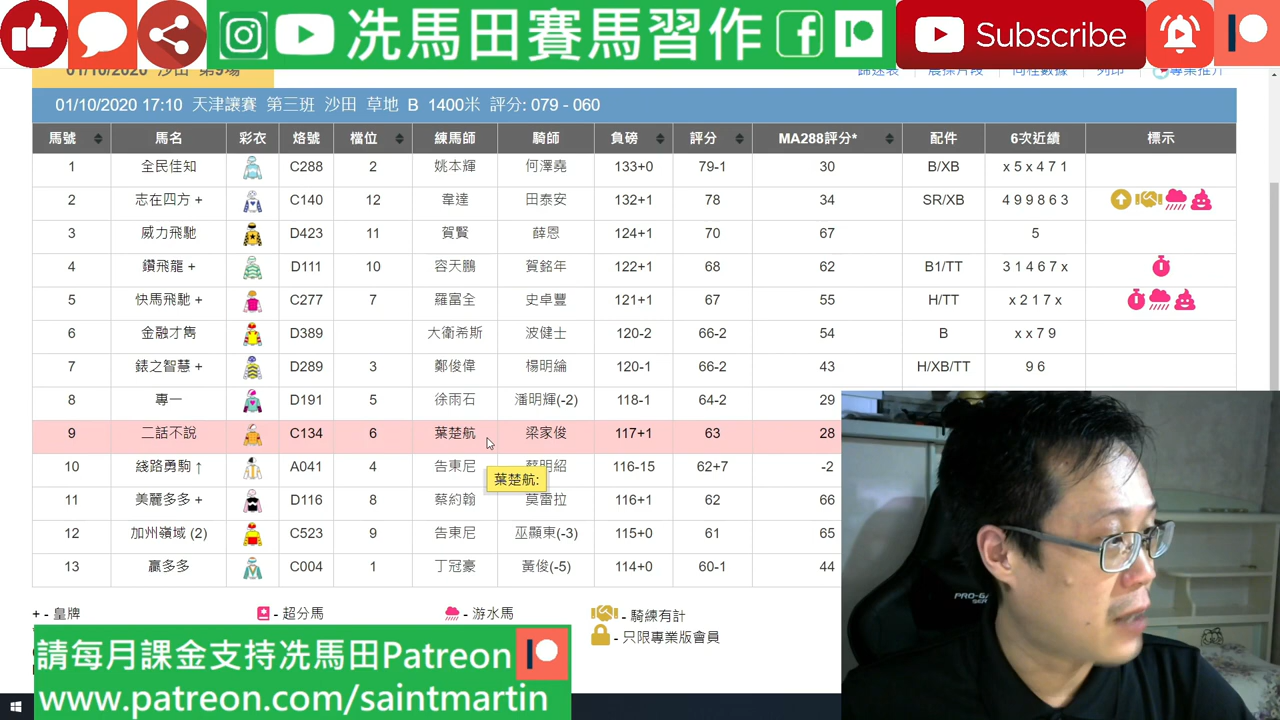 冼馬田賽馬習作
Subscribe
01/10/2020 沙田 第9場
歸途表 晨操片段 同程數據 列印 專業推介
01/10/2020 17:10 天津讓賽 第三班 沙田 草地 B 1400米 評分: 079 - 060
馬號 馬名 彩衣 烙號 檔位 練馬師 騎師 負磅 評分 MA288評分* 配件 6次近績 標示
1 全民佳知 C288 2 姚本輝 何澤堯 133+0 79-1 30 B/XB x 5 x 4 7 1
2 志在四方 + C140 12 韋達 田泰安 132+1 78 34 SR/XB 4 9 9 8 6 3
3 威力飛馳 D423 11 賀賢 薛恩 124+1 70 67 5
4 鑽飛龍 + D111 10 容天鵬 賀銘年 122+1 68 62 B1/TT 3 1 4 6 7 x
5 快馬飛馳 + C277 7 羅富全 史卓豐 121+1 67 55 H/TT x 2 1 7 x
6 金融才雋 D389 大衛希斯 波健士 120-2 66-2 54 B x x 7 9
7 錶之智慧 + D289 3 鄭俊偉 楊明綸 120-1 66-2 43 H/XB/TT 9 6
8 專一 D191 5 徐雨石 潘明輝(-2) 118-1 64-2 29
9 二話不說 C134 6 葉楚航 梁家俊 117+1 63 28
10 綫路勇駒 ↑ A041 4 告東尼 蔡明紹 116-15 62+7 -2
葉楚航:
11 美麗多多 + D116 8 蔡約翰 莫雷拉 116+1 62 66
12 加州嶺域 (2) C523 9 告東尼 巫顯東(-3) 115+0 61 65
13 贏多多 C004 1 丁冠豪 黃俊(-5) 114+0 60-1 44
+ - 皇牌 - 超分馬 - 游水馬 - 騎練有計
- 只限專業版會員
請每月課金支持冼馬田Patreon
www.patreon.com/saintmartin